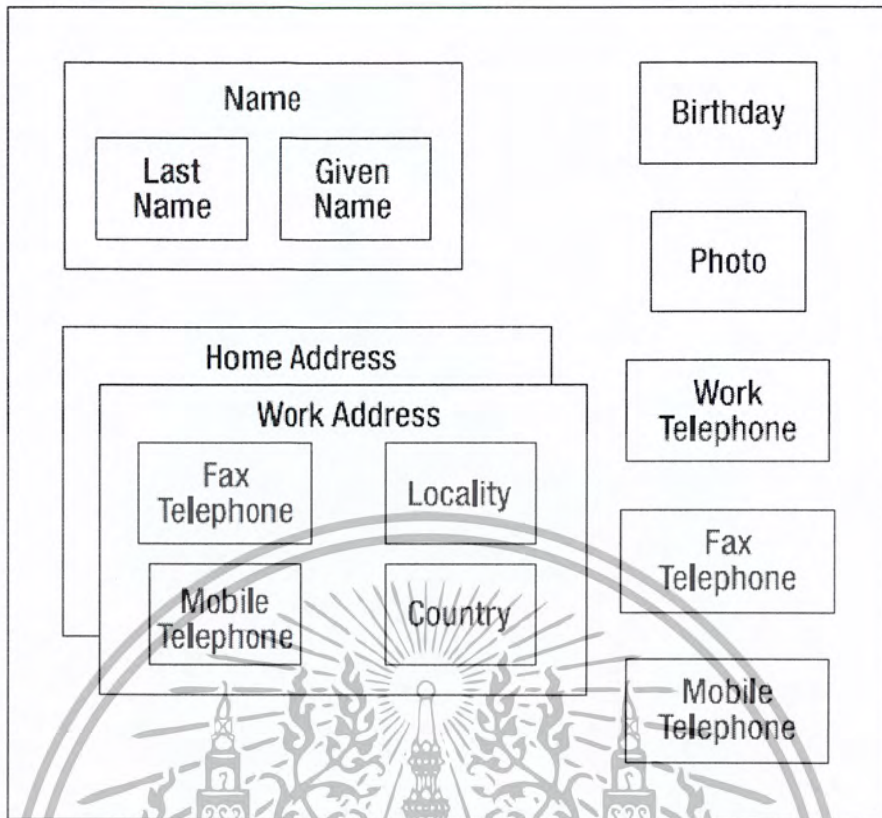 Name
Last
Name
Given
Name
Birthday
Photo
Home Address
Work Address
Fax
Telephone
Locality
Mobile
Telephone
Country
Work
Telephone
Fax
Telephone
Mobile
Telephone